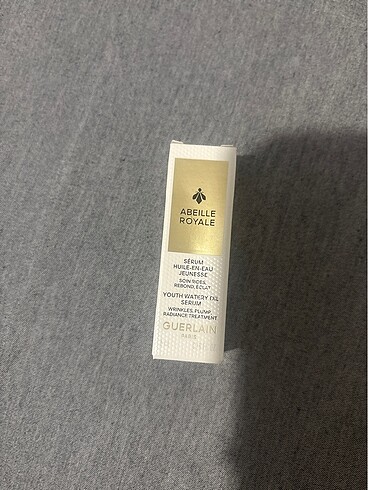 ABEILLE
ROYALE
SÉRUM
HUILE-EN-EAU
JEUNESSE
SOIN RIDES,
REBOND, ÉCLAT
YOUTH WATERY OIL
SERUM
WRINKLES, PLUMP,
RADIANCE TREATMENT
GUERLAIN
PARIS